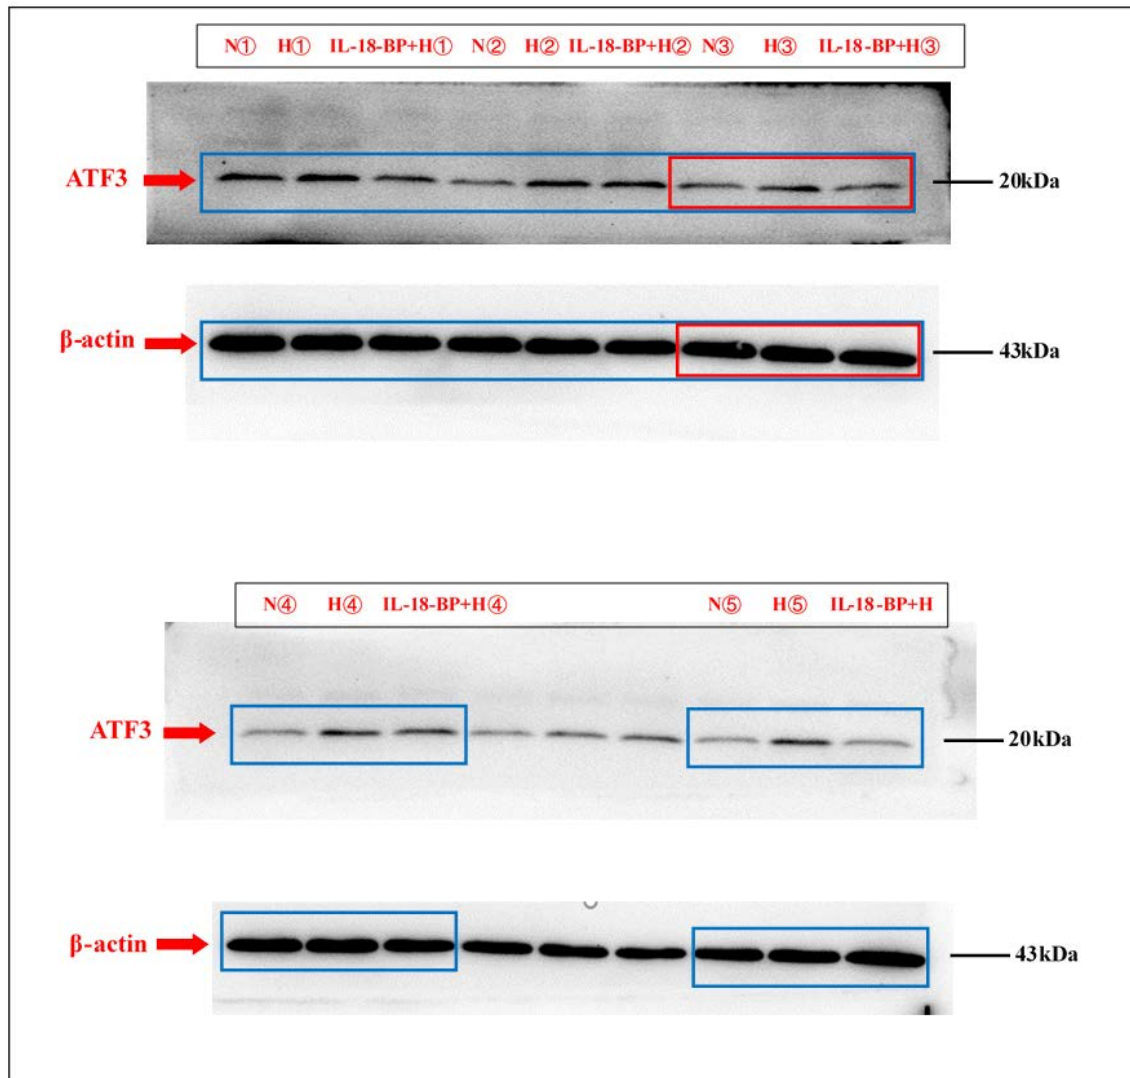 N① H① IL-18-BP+H① N② H② IL-18-BP+H② N③ H③ IL-18-BP+H③
ATF3
20kDa
β-actin
43kDa
N④ H④ IL-18-BP+H④ N⑤ H⑤ IL-18-BP+H
ATF3
20kDa
β-actin
43kDa